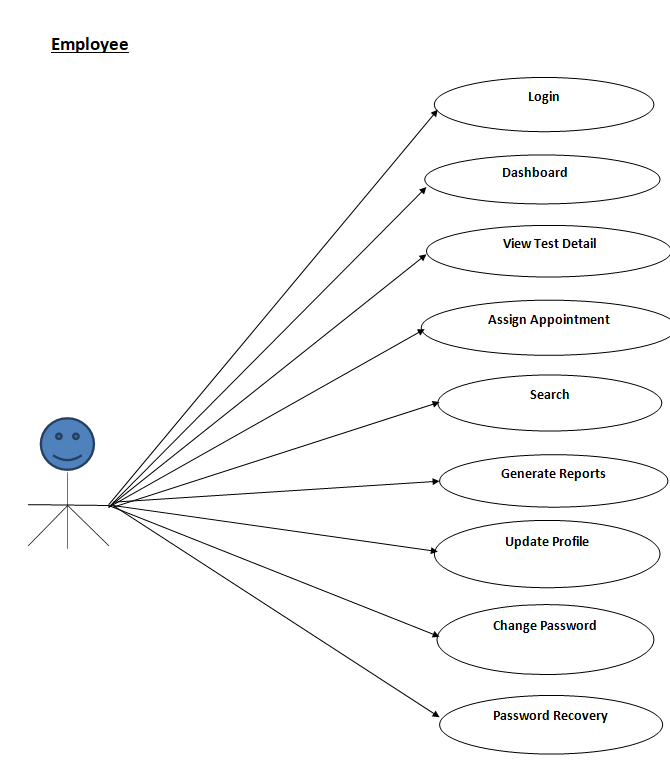 Employee
Login
Dashboard
View Test Detail
Assign Appointment
Search
Generate Reports
Update Profile
Change Password
Password Recovery